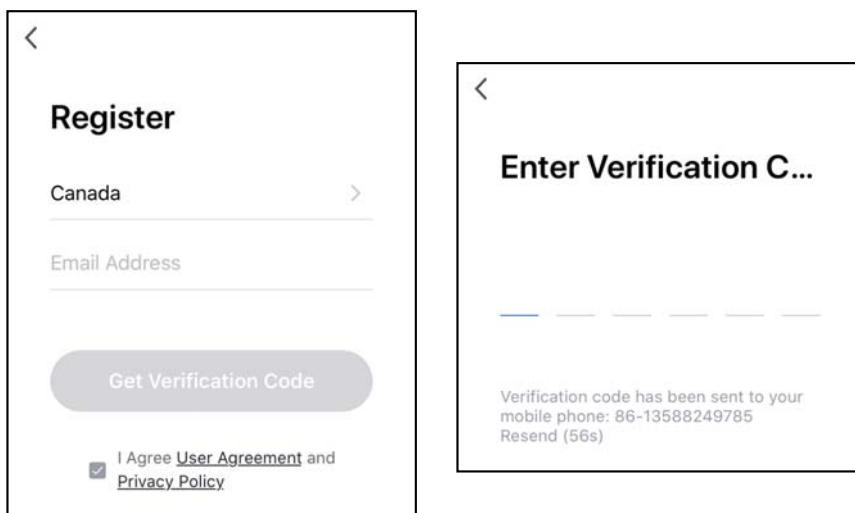 Register
Canada
Email Address
Get Verification Code
I Agree User Agreement and
Privacy Policy
Enter Verification C...
Verification code has been sent to your
mobile phone: 86-13588249785
Resend (56s)